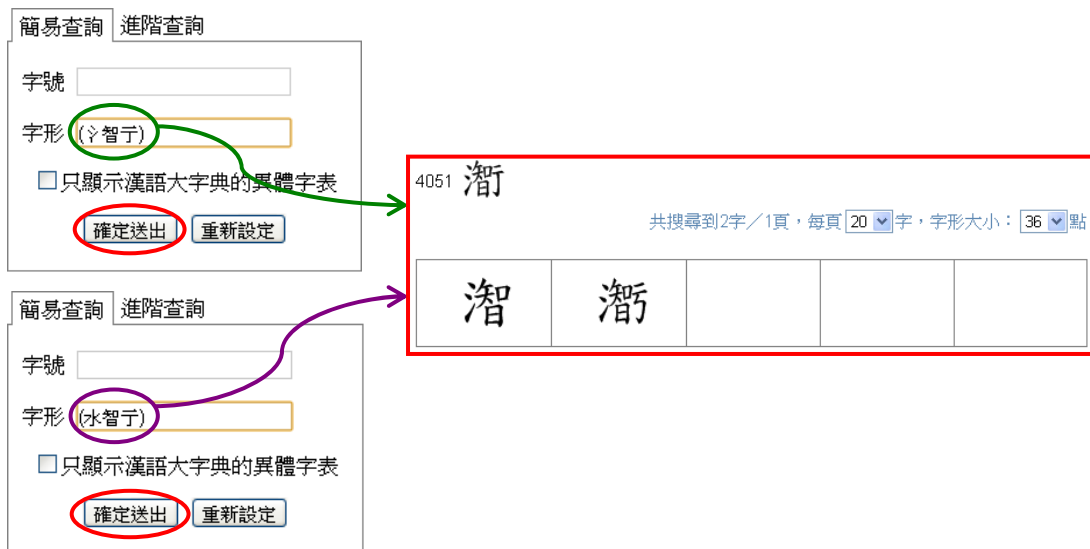 簡易查詢 進階查詢
字號
字形 (氵智亍)
只顯示漢語大字典的異體字表
確定送出 重新設定
4051
共搜尋到2字／1頁，每頁 20 字，字形大小： 36 點
簡易查詢 進階查詢
字號
字形 (水智亍)
只顯示漢語大字典的異體字表
確定送出 重新設定